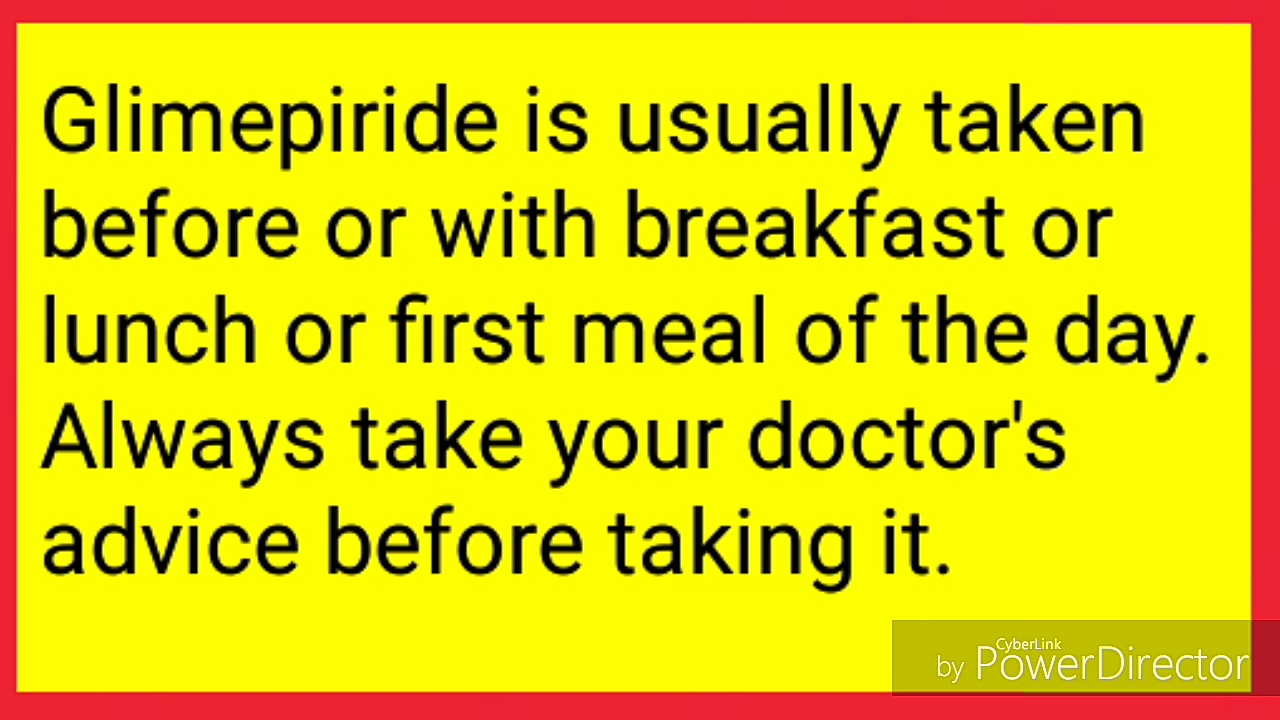 Glimepiride is usually taken
before or with breakfast or
lunch or first meal of the day.
Always take your doctor's
advice before taking it.
CyberLink
by PowerDirector